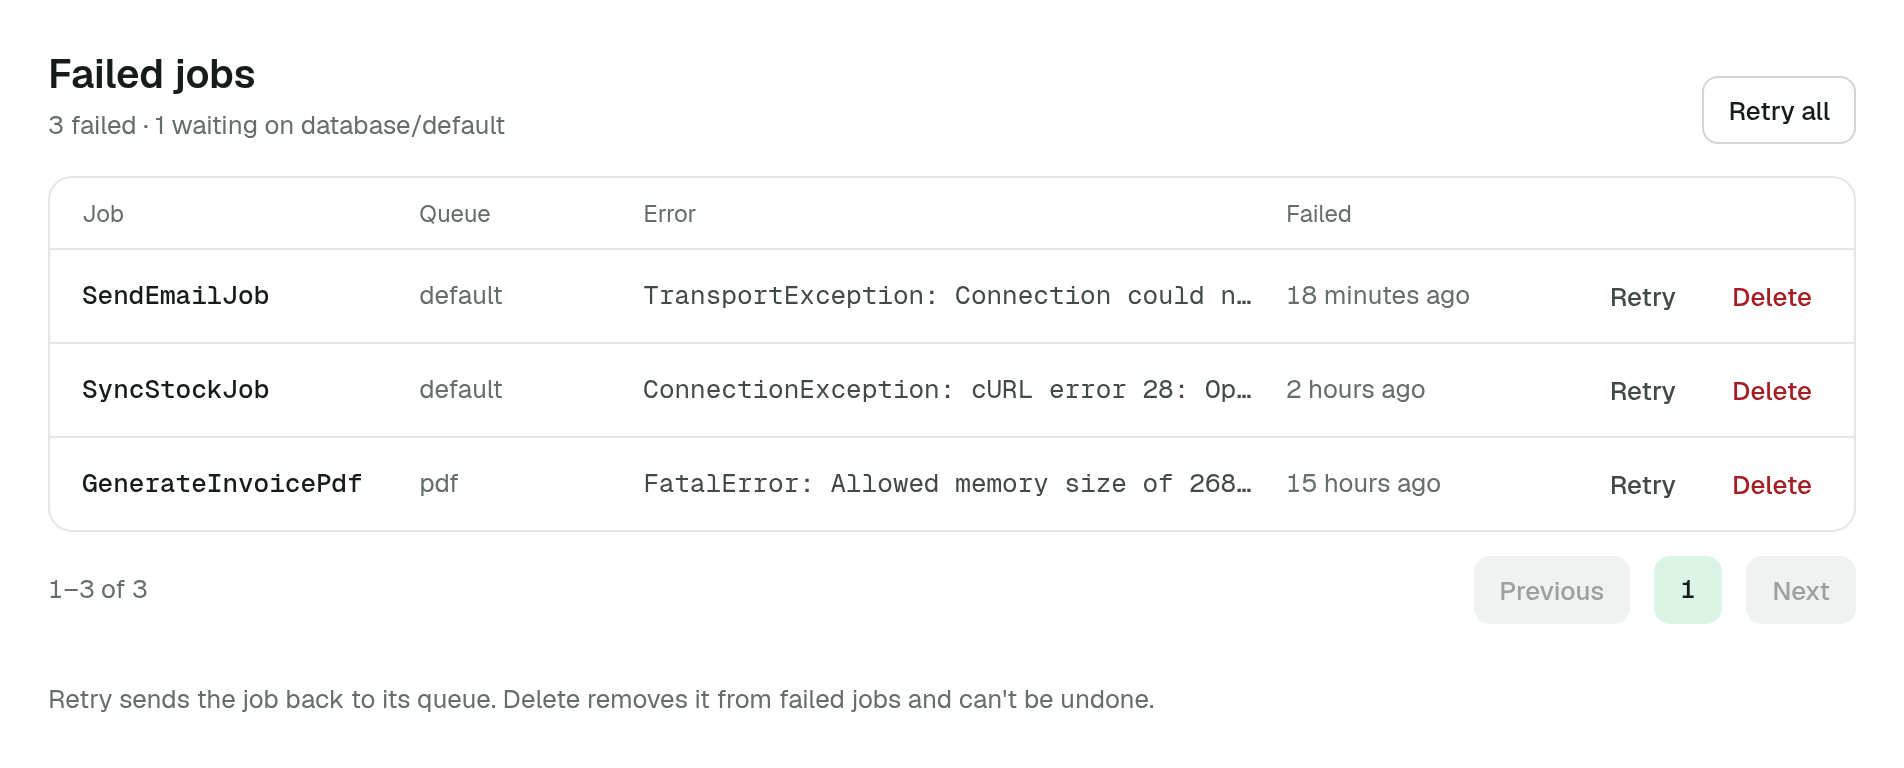 Failed jobs
3 failed · 1 waiting on database/default
Retry all
Job Queue Error Failed
SendEmailJob default TransportException: Connection could n… 18 minutes ago Retry Delete
SyncStockJob default ConnectionException: cURL error 28: Op… 2 hours ago Retry Delete
GenerateInvoicePdf pdf FatalError: Allowed memory size of 268… 15 hours ago Retry Delete
1–3 of 3 Previous 1 Next
Retry sends the job back to its queue. Delete removes it from failed jobs and can't be undone.